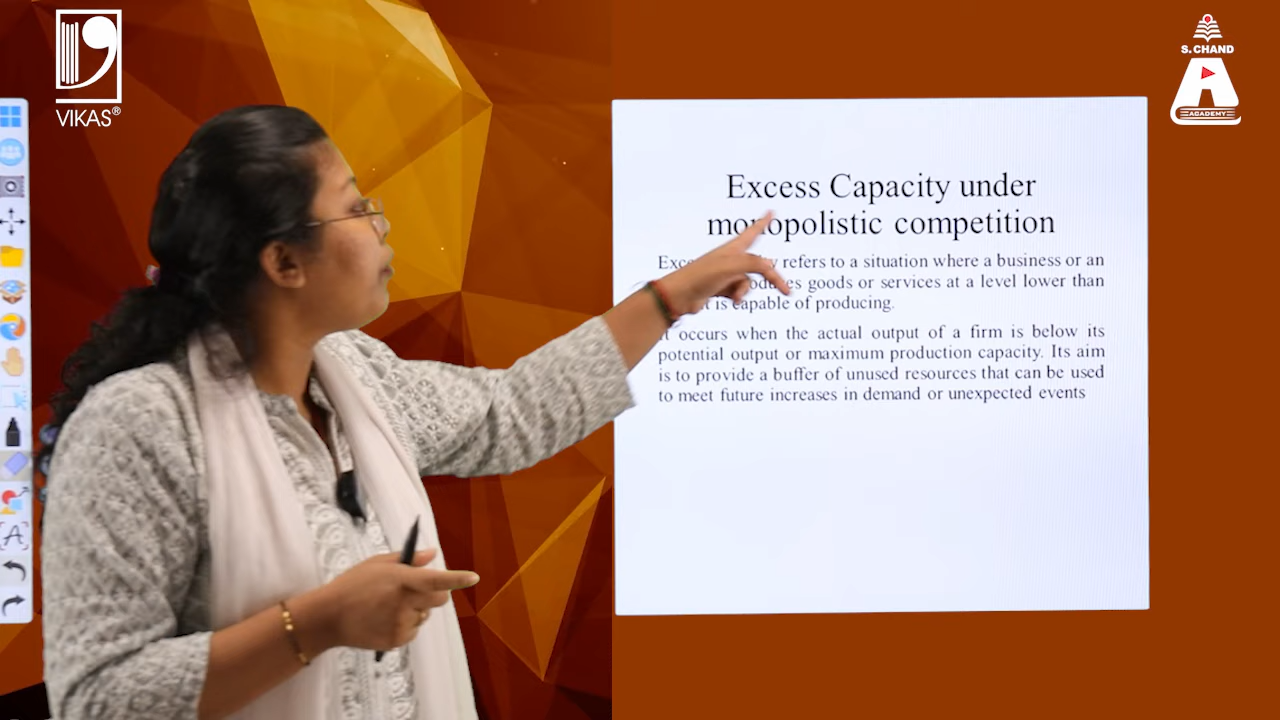 VIKAS®
S. CHAND
ACADEMY
Excess Capacity under
monopolistic competition
refers to a situation where a business or an
goods or services at a level lower than
is capable of producing.
It occurs when the actual output of a firm is below its
potential output or maximum production capacity. Its aim
is to provide a buffer of unused resources that can be used
to meet future increases in demand or unexpected events